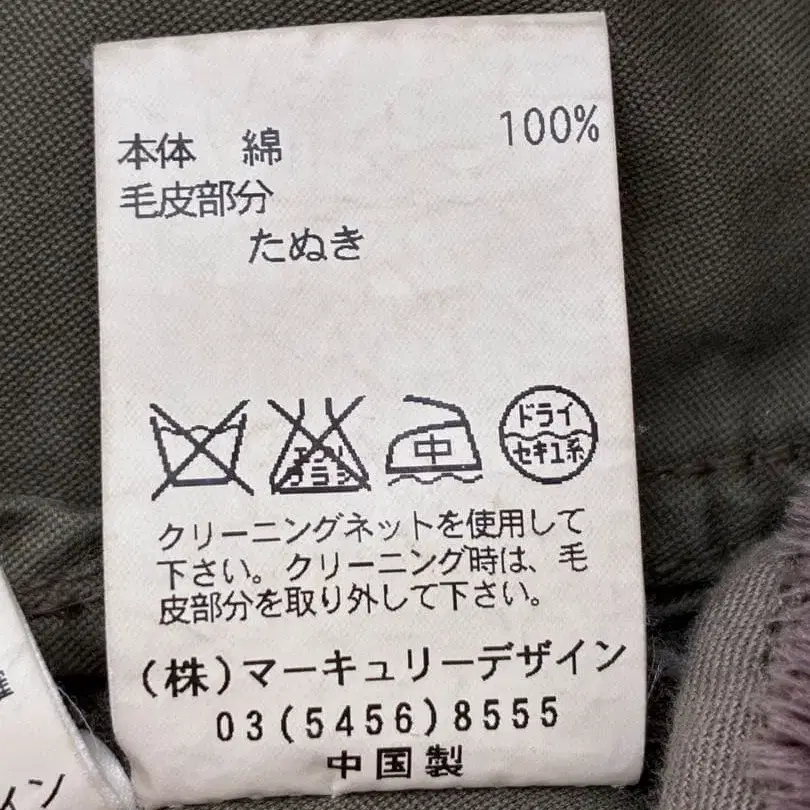 本体 綿 100%
毛皮部分
たぬき
中
ドライ
セキユ系
クリーニングネットを使用して
下さい。クリーニング時は、毛
皮部分を取り外して下さい。
(株)マーキュリーデザイン
03(5456)8555
中国製
イン